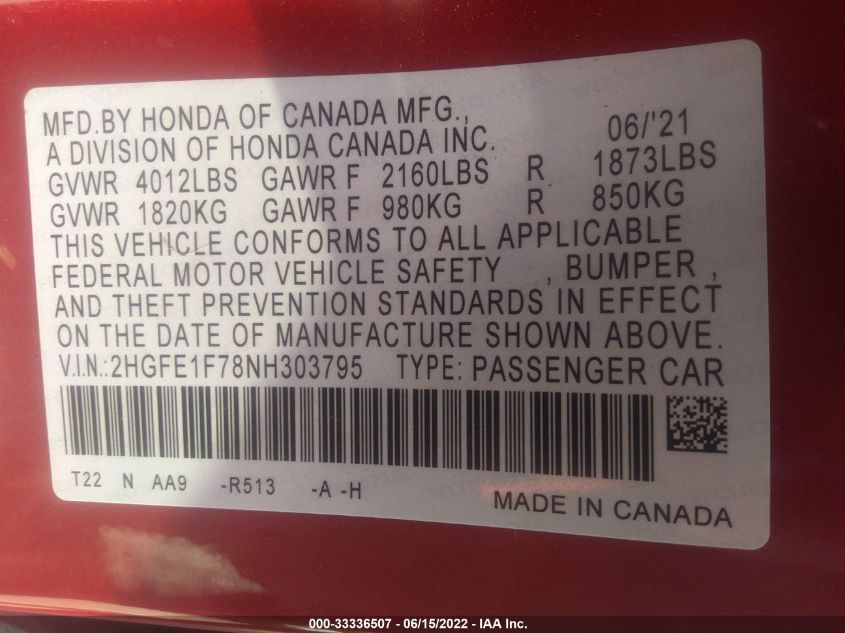 MFD.BY HONDA OF CANADA MFG., 06/'21
A DIVISION OF HONDA CANADA INC.
GVWR 4012LBS GAWR F 2160LBS R 1873LBS
GVWR 1820KG GAWR F 980KG R 850KG
THIS VEHICLE CONFORMS TO ALL APPLICABLE
FEDERAL MOTOR VEHICLE SAFETY , BUMPER ,
AND THEFT PREVENTION STANDARDS IN EFFECT
ON THE DATE OF MANUFACTURE SHOWN ABOVE.
V.I.N.:2HGFE1F78NH303795 TYPE: PASSENGER CAR
T22 N AA9 -R513 -A -H
MADE IN CANADA
000-33336507 - 06/15/2022 - IAA Inc.